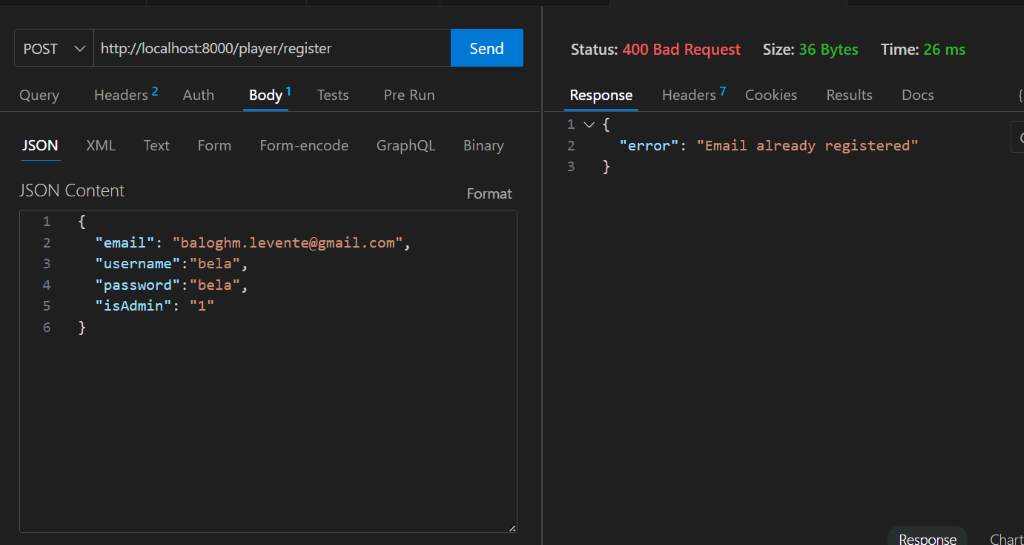 POST http://localhost:8000/player/register Send
Query Headers 2 Auth Body 1 Tests Pre Run
JSON XML Text Form Form-encode GraphQL Binary
JSON Content Format
1 {
2 "email": "baloghm.levente@gmail.com",
3 "username":"bela",
4 "password":"bela",
5 "isAdmin": "1"
6 }
Status: 400 Bad Request Size: 36 Bytes Time: 26 ms
Response Headers 7 Cookies Results Docs {
1 {
2 "error": "Email already registered"
3 }
Response Chart